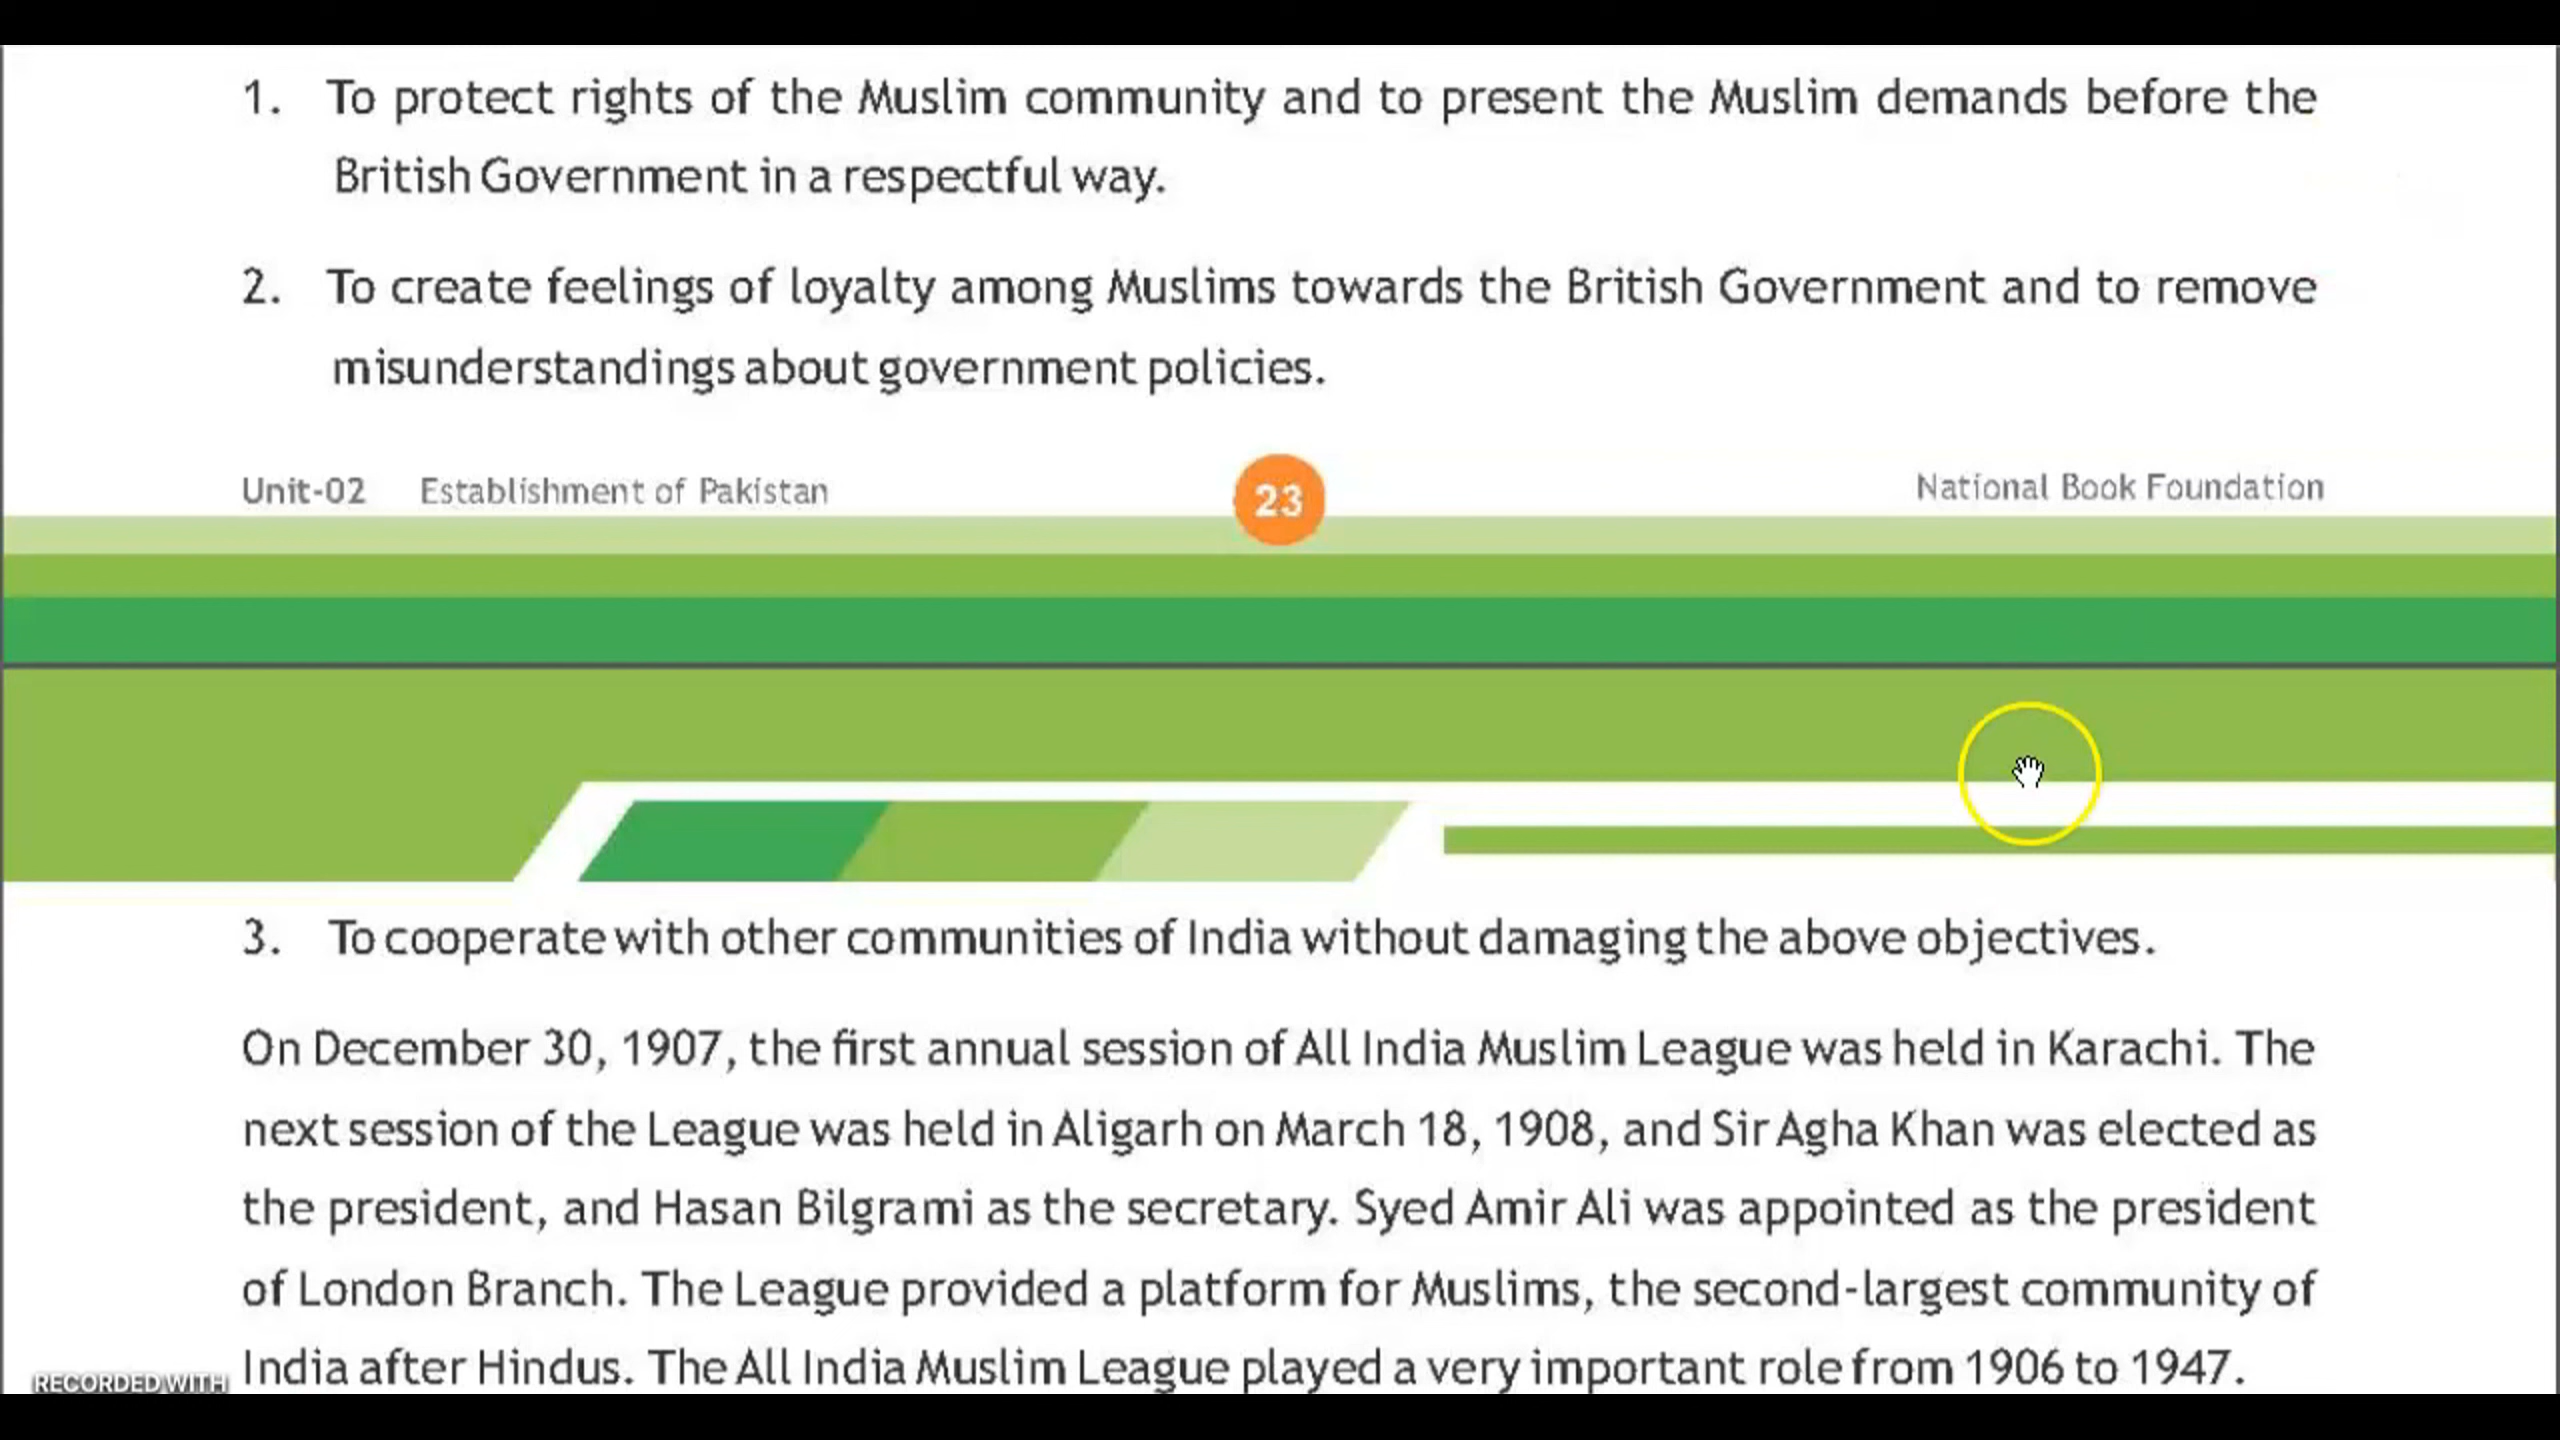 1. To protect rights of the Muslim community and to present the Muslim demands before the
British Government in a respectful way.
2. To create feelings of loyalty among Muslims towards the British Government and to remove
misunderstandings about government policies.
Unit-02 Establishment of Pakistan 23 National Book Foundation
3. To cooperate with other communities of India without damaging the above objectives.
On December 30, 1907, the first annual session of All India Muslim League was held in Karachi. The
next session of the League was held in Aligarh on March 18, 1908, and Sir Agha Khan was elected as
the president, and Hasan Bilgrami as the secretary. Syed Amir Ali was appointed as the president
of London Branch. The League provided a platform for Muslims, the second-largest community of
India after Hindus. The All India Muslim League played a very important role from 1906 to 1947.
RECORDED WITH